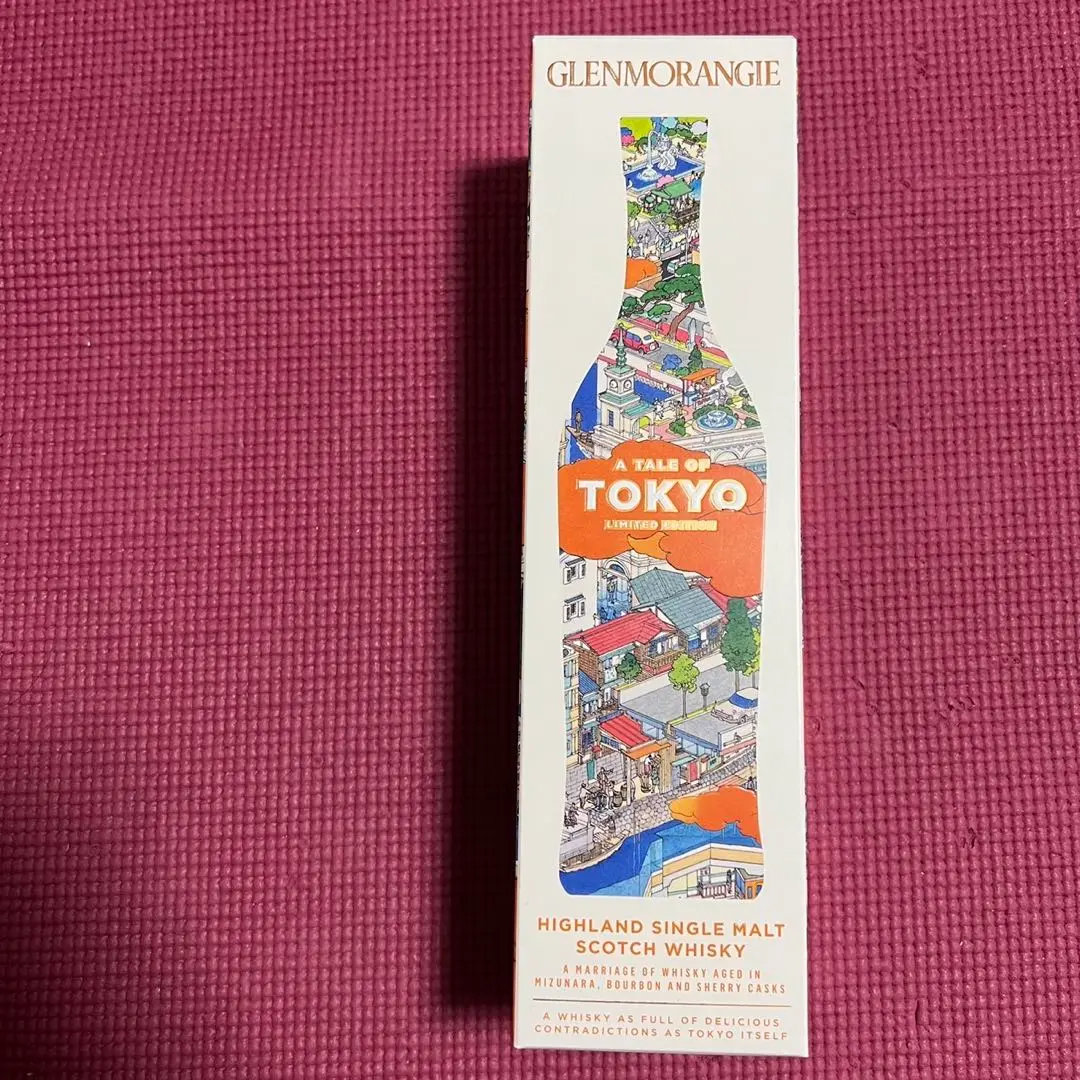 GLENMORANGIE
A TALE OF
TOKYO
LIMITED EDITION
HIGHLAND SINGLE MALT
SCOTCH WHISKY
A MARRIAGE OF WHISKY AGED IN
MIZUNARA, BOURBON AND SHERRY CASKS
A WHISKY AS FULL OF DELICIOUS
CONTRADICTIONS AS TOKYO ITSELF